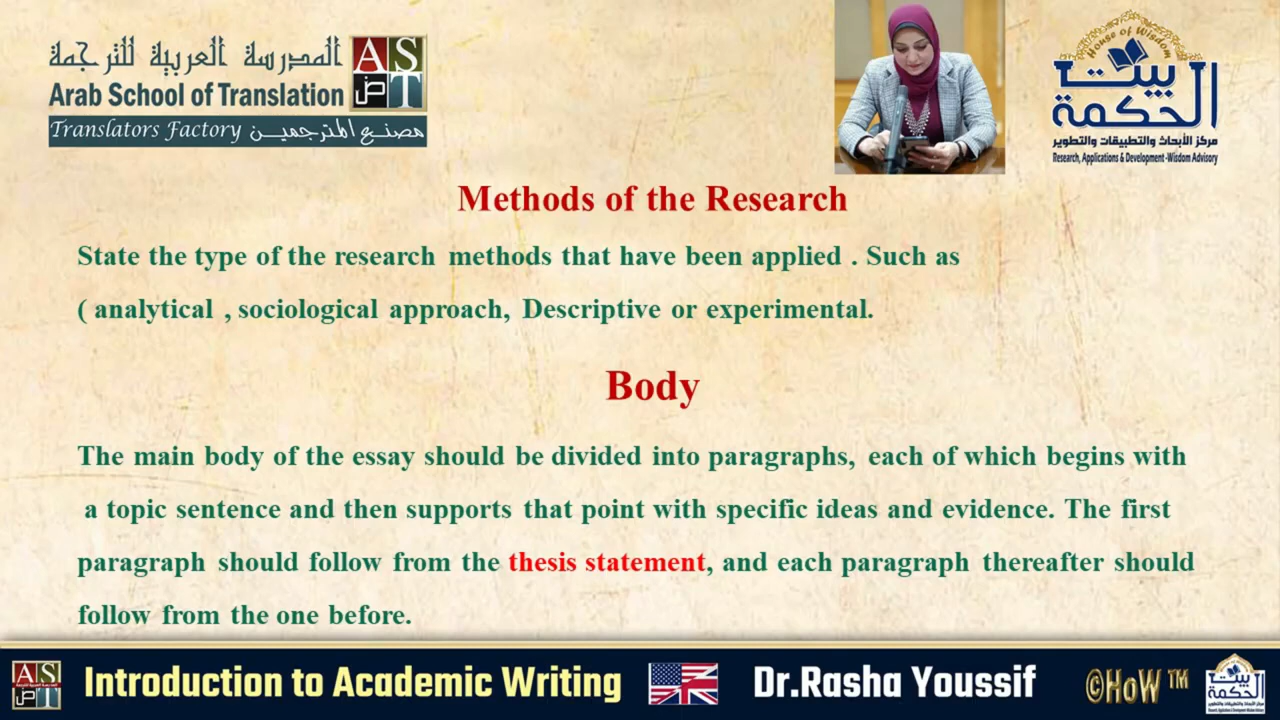 المدرسة العربية للترجمة
AST
ض
Arab School of Translation
Translators Factory مصنع المترجمين
House of Wisdom
بيت الحكمة
مركز الأبحاث والتطبيقات والتطوير
Research, Applications & Development -Wisdom Advisory
Methods of the Research
State the type of the research methods that have been applied . Such as
( analytical , sociological approach, Descriptive or experimental.
Body
The main body of the essay should be divided into paragraphs, each of which begins with
a topic sentence and then supports that point with specific ideas and evidence. The first
paragraph should follow from the thesis statement, and each paragraph thereafter should
follow from the one before.
Introduction to Academic Writing
Dr.Rasha Youssif
©HoW™
بيت الحكمة